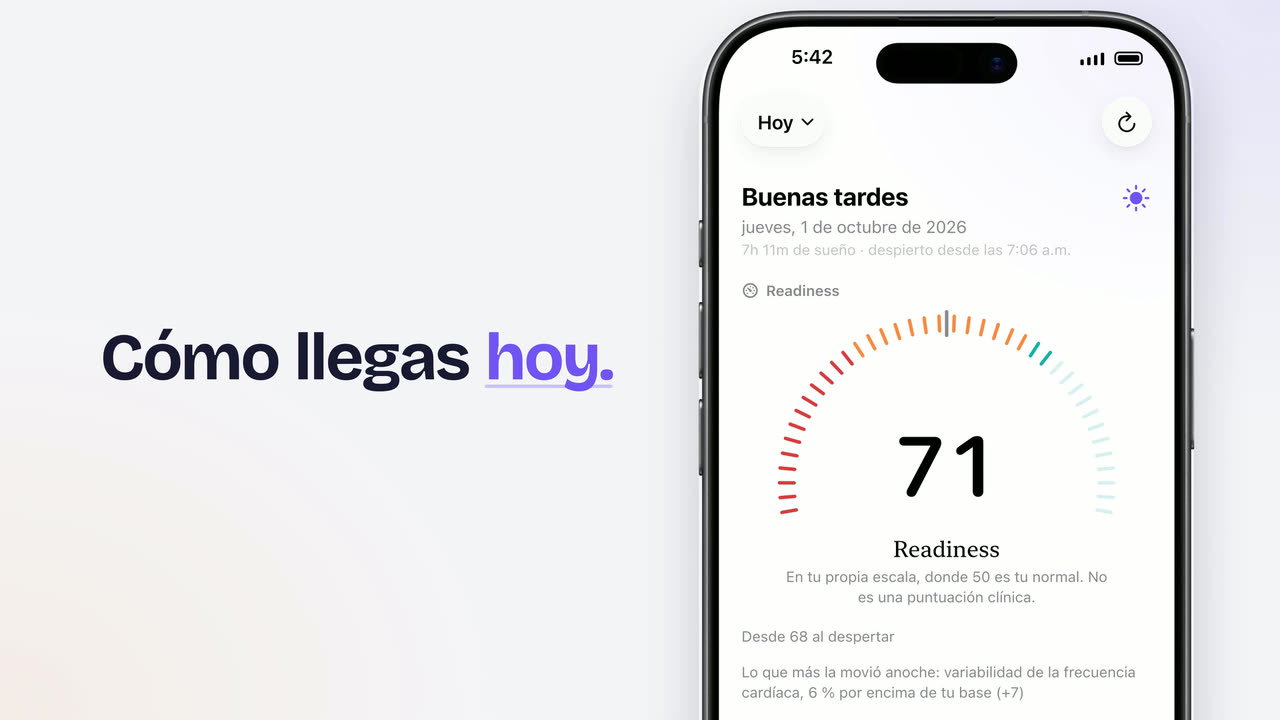 Cómo llegas hoy.
5:42
Hoy
Buenas tardes
jueves, 1 de octubre de 2026
7h 11m de sueño · despierto desde las 7:06 a.m.
Readiness
71
Readiness
En tu propia escala, donde 50 es tu normal. No
es una puntuación clínica.
Desde 68 al despertar
Lo que más la movió anoche: variabilidad de la frecuencia
cardíaca, 6 % por encima de tu base (+7)